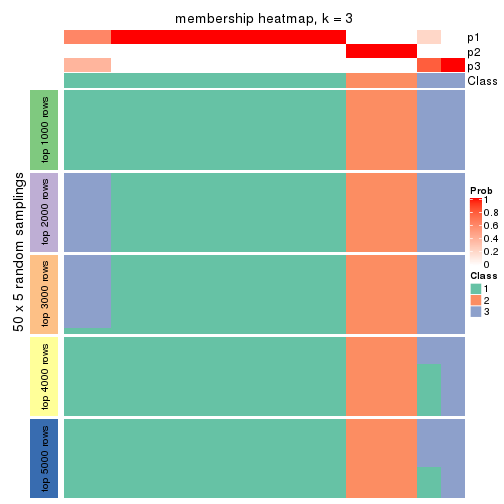 membership heatmap, k = 3
p1
p2
p3
Class
50 x 5 random samplings
top 1000 rows
top 2000 rows
top 3000 rows
top 4000 rows
top 5000 rows
Prob
1
0.8
0.6
0.4
0.2
0
Class
1
2
3